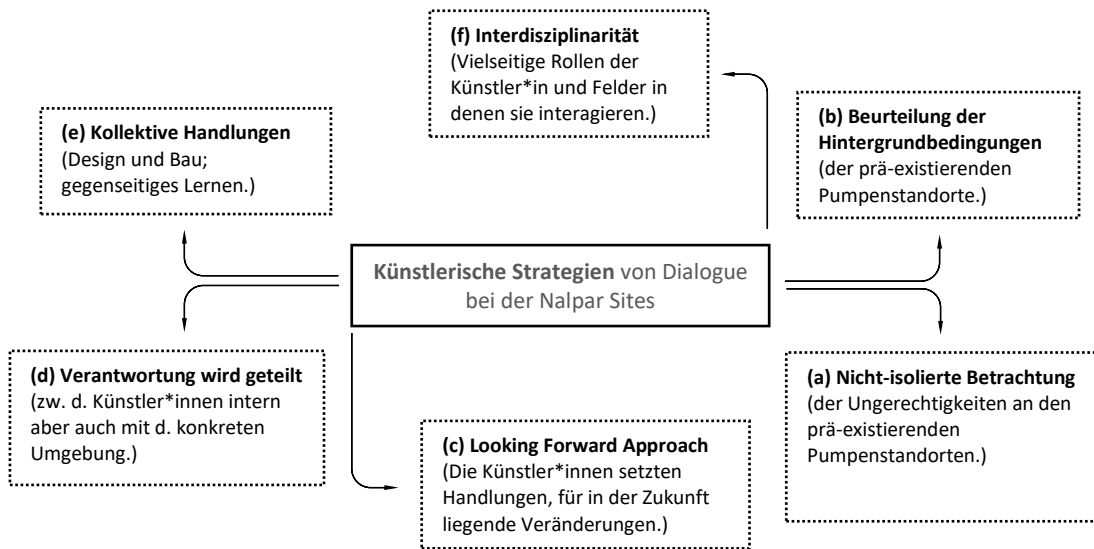 (f) Interdisziplinarität
(Vielseitige Rollen der
Künstler*in und Felder in
denen sie interagieren.)
(e) Kollektive Handlungen
(Design und Bau;
gegenseitiges Lernen.)
(b) Beurteilung der
Hintergrundbedingungen
(der prä-existierenden
Pumpenstandorte.)
Künstlerische Strategien von Dialogue
bei der Nalpar Sites
(d) Verantwortung wird geteilt
(zw. d. Künstler*innen intern
aber auch mit d. konkreten
Umgebung.)
(c) Looking Forward Approach
(Die Künstler*innen setzten
Handlungen, für in der Zukunft
liegende Veränderungen.)
(a) Nicht-isolierte Betrachtung
(der Ungerechtigkeiten an den
prä-existierenden
Pumpenstandorten.)